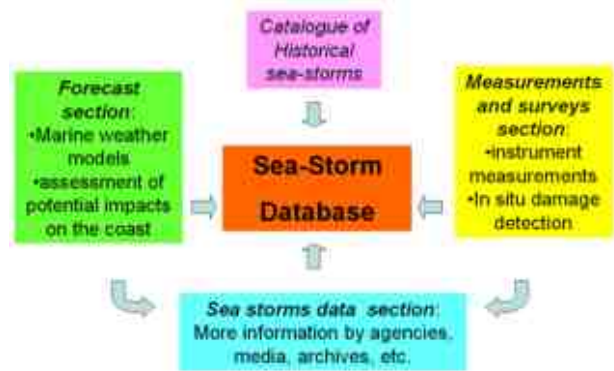 Catalogue of
Historical
sea-storms
Forecast
section:
•Marine weather
models
•assessment of
potential impacts
on the coast
Sea-Storm
Database
Measurements
and surveys
section:
•instrument
measurements
•In situ damage
detection
Sea storms data section:
More information by agencies,
media, archives, etc.